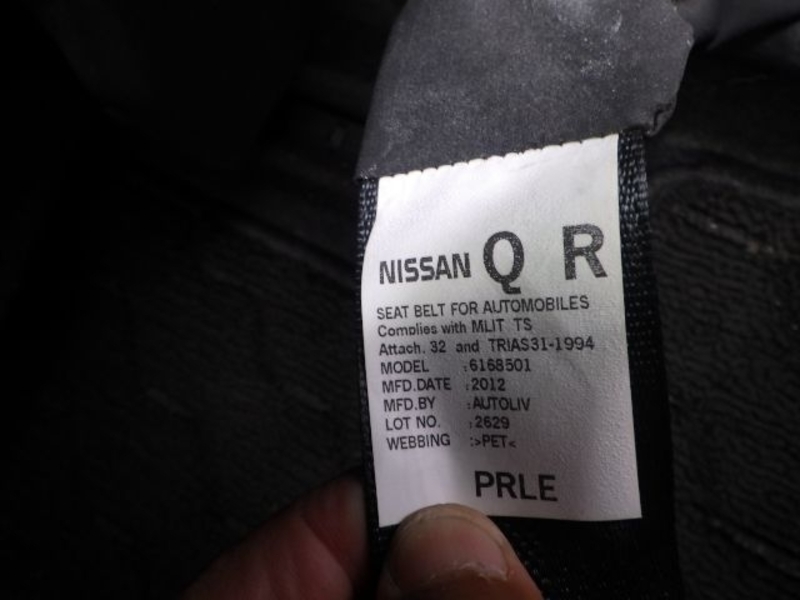 NISSAN Q R
SEAT BELT FOR AUTOMOBILES
Complies with MLIT TS
Attach. 32 and TRIAS31-1994
MODEL :6168501
MFD.DATE :2012
MFD.BY :AUTOLIV
LOT NO. :2629
WEBBING :>PET<
PRLE